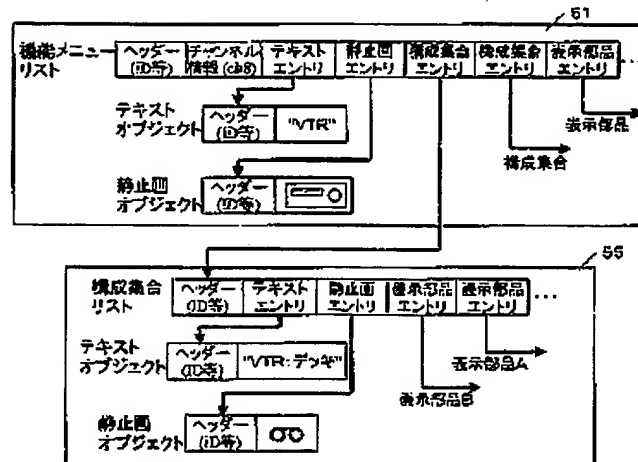 51
機能メニューリスト
ヘッダー(ID等)
チャンネル情報(ch8)
テキストエントリ
静止画エントリ
構成集合エントリ
構成集合エントリ
表示部品エントリ
...
テキストオブジェクト
ヘッダー(ID等)
"VTR"
表示部品
構成集合
静止画オブジェクト
ヘッダー(ID等)
55
構成集合リスト
ヘッダー(ID等)
テキストエントリ
静止画エントリ
表示部品エントリ
表示部品エントリ
...
テキストオブジェクト
ヘッダー(ID等)
"VTR:デッキ"
表示部品A
表示部品B
静止画オブジェクト
ヘッダー(ID等)